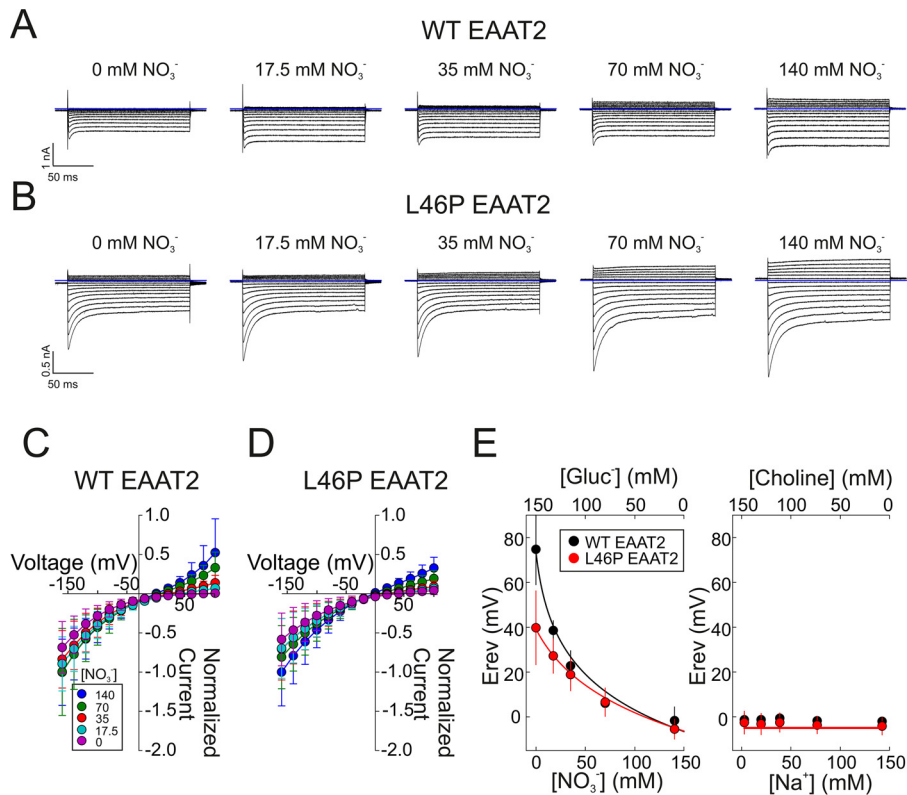 A
WT EAAT2
0 mM NO₃⁻
17.5 mM NO₃⁻
35 mM NO₃⁻
70 mM NO₃⁻
140 mM NO₃⁻
1 nA
50 ms
B
L46P EAAT2
0 mM NO₃⁻
17.5 mM NO₃⁻
35 mM NO₃⁻
70 mM NO₃⁻
140 mM NO₃⁻
0.5 nA
50 ms
C
WT EAAT2
Voltage (mV)
-150
-50
50
1.0
0.5
-0.5
-1.0
-1.5
-2.0
Normalized
Current
[NO₃⁻]
140
70
35
17.5
0
D
L46P EAAT2
Voltage (mV)
-150
-50
50
1.0
0.5
-0.5
-1.0
-1.5
-2.0
Normalized
Current
E
[Gluc⁻] (mM)
150 100 50 0
WT EAAT2
L46P EAAT2
Erev (mV)
80
60
40
20
0
0 50 100 150
[NO₃⁻] (mM)
[Choline] (mM)
150 100 50 0
Erev (mV)
80
60
40
20
0
0 50 100 150
[Na⁺] (mM)